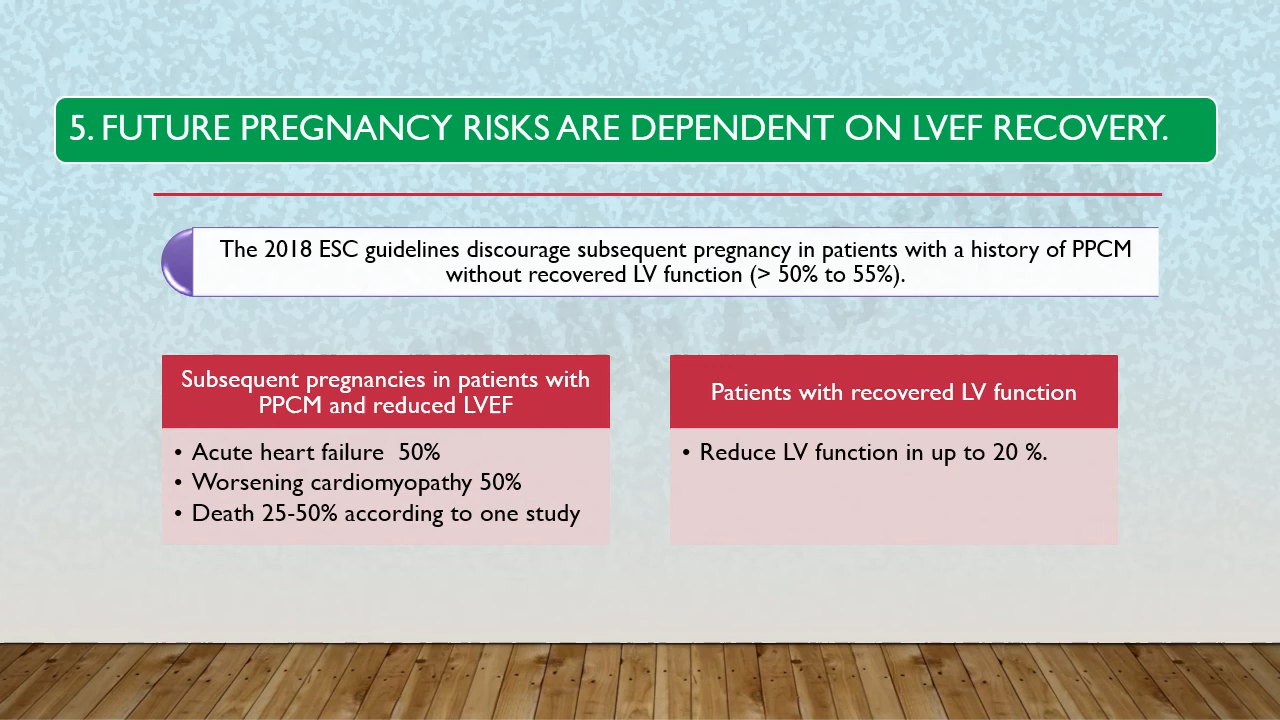 5. FUTURE PREGNANCY RISKS ARE DEPENDENT ON LVEF RECOVERY.
The 2018 ESC guidelines discourage subsequent pregnancy in patients with a history of PPCM
without recovered LV function (> 50% to 55%).
Subsequent pregnancies in patients with
PPCM and reduced LVEF
• Acute heart failure  50%
• Worsening cardiomyopathy 50%
• Death 25-50% according to one study
Patients with recovered LV function
• Reduce LV function in up to 20 %.